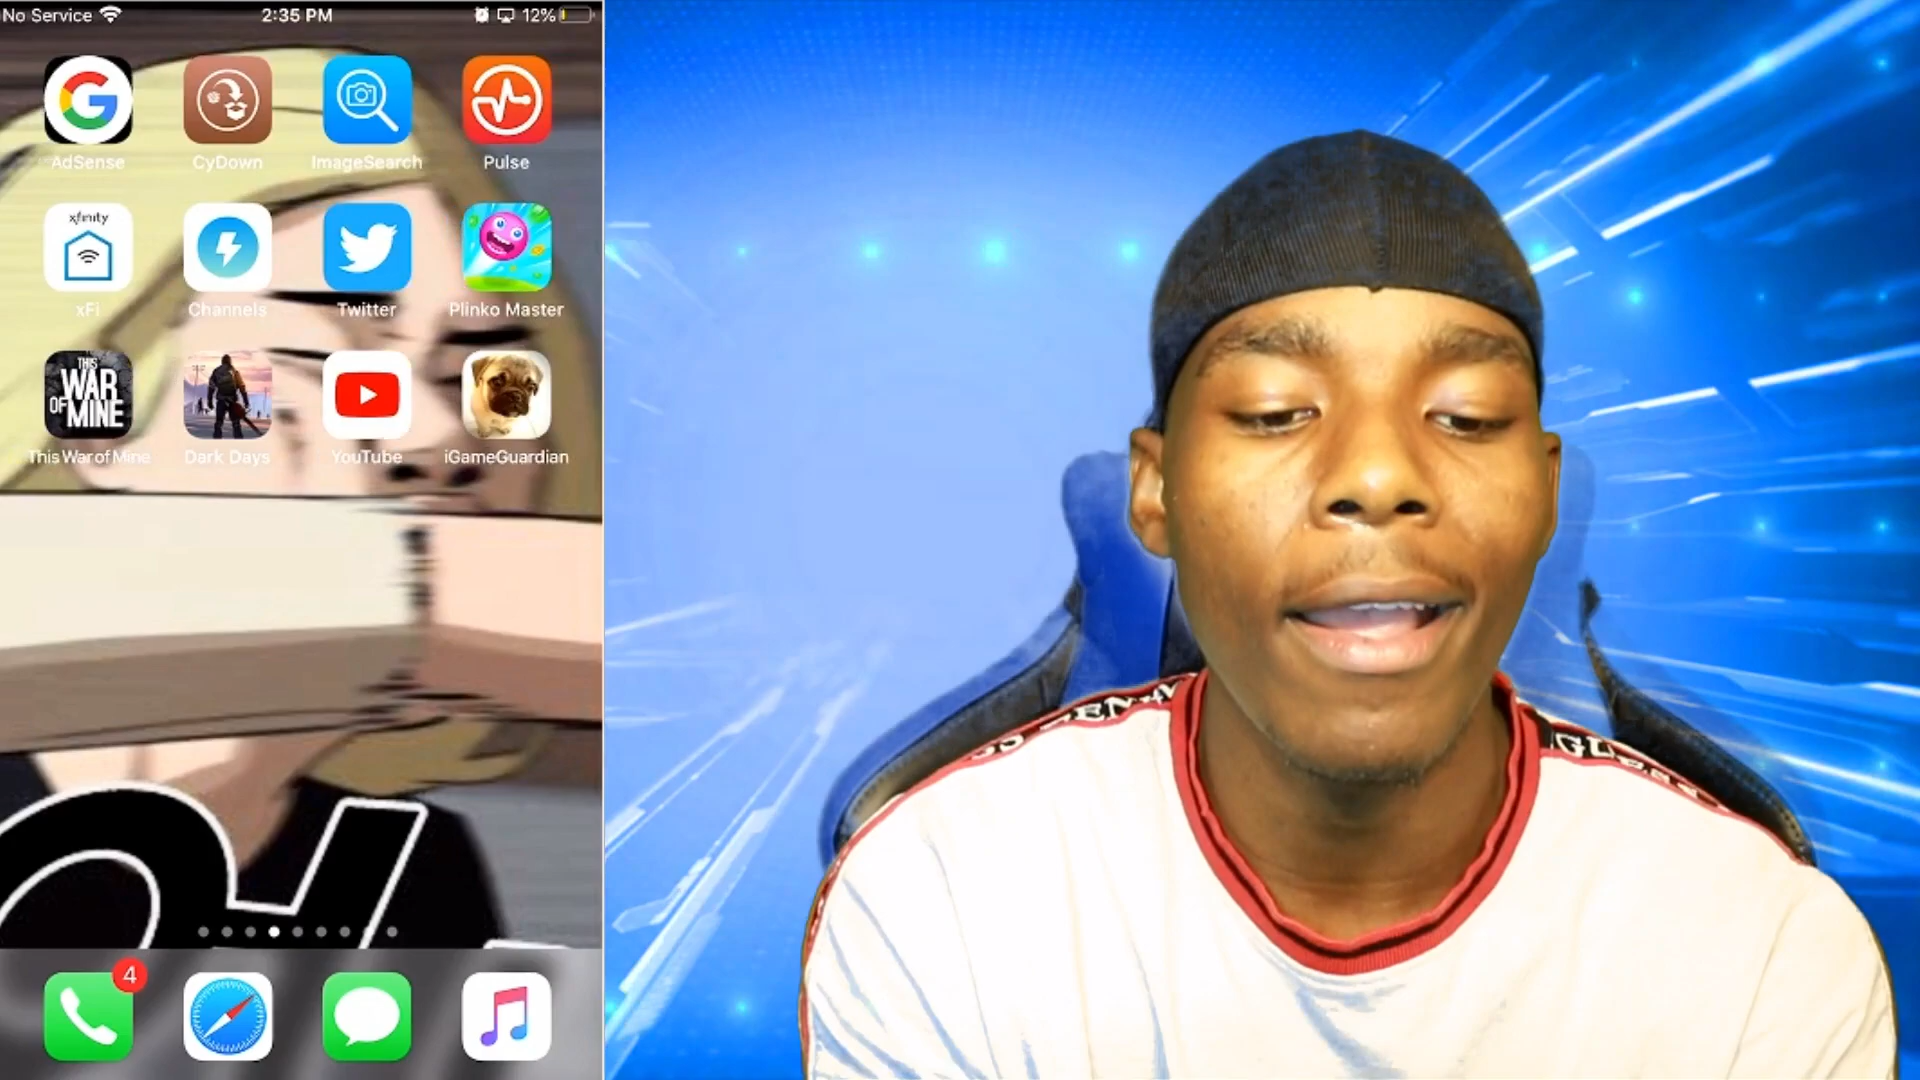 No Service 2:35 PM 12%
AdSense CyDown ImageSearch Pulse
xfinity
xFi Channels Twitter Plinko Master
THIS
WAR
OF MINE
This War of Mine Dark Days YouTube iGameGuardian
4